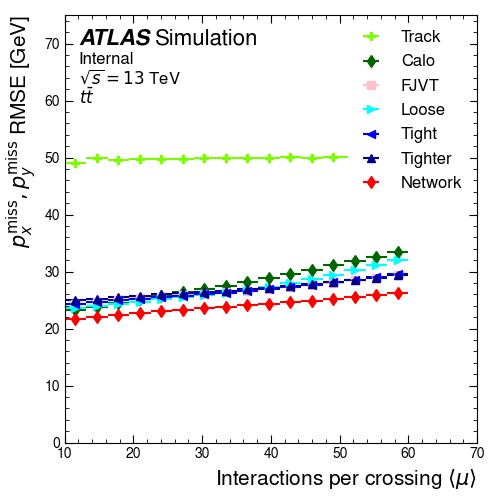 ATLAS Simulation
Internal
√s = 13 TeV
tt̄
Track
Calo
FJVT
Loose
Tight
Tighter
Network
p_x^miss, p_y^miss RMSE [GeV]
70
60
50
40
30
20
10
0
10 20 30 40 50 60 70
Interactions per crossing ⟨μ⟩